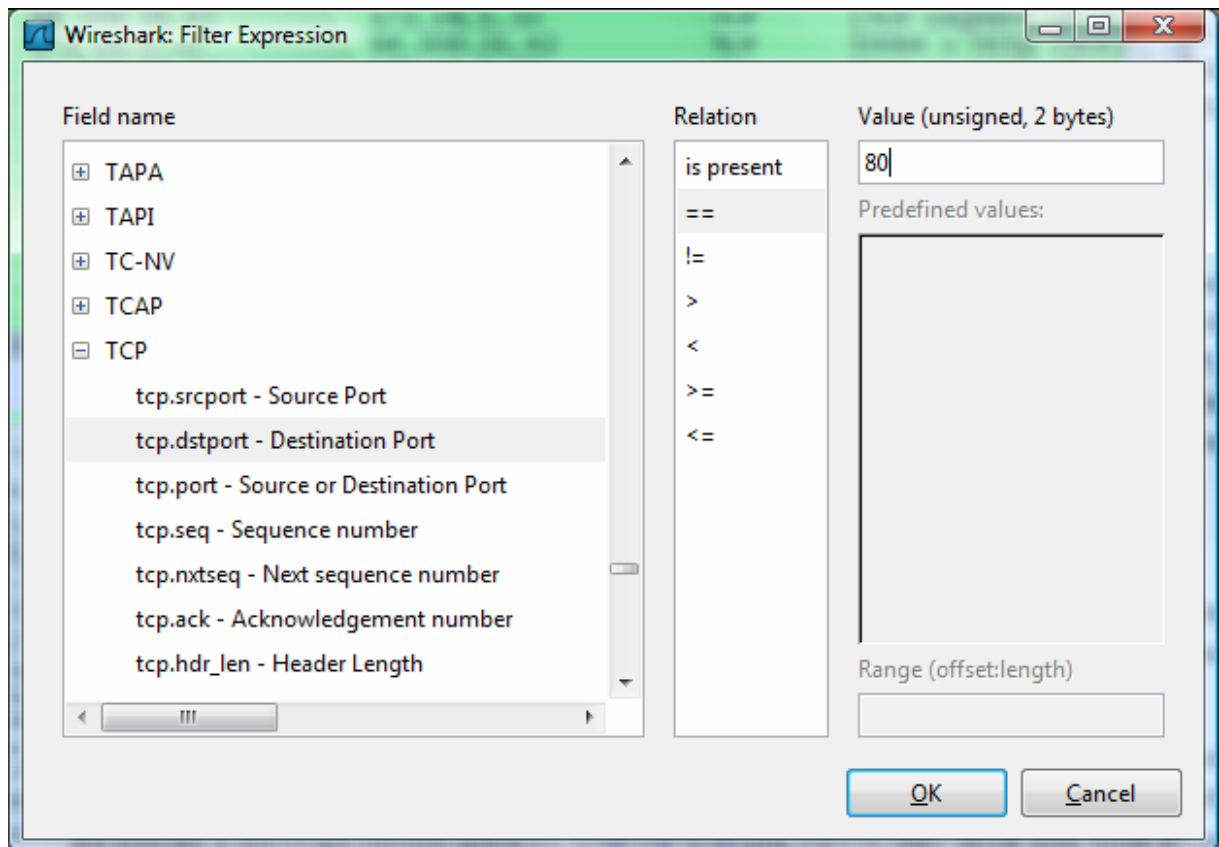 Wireshark: Filter Expression
Field name
TAPA
TAPI
TC-NV
TCAP
TCP
tcp.srcport - Source Port
tcp.dstport - Destination Port
tcp.port - Source or Destination Port
tcp.seq - Sequence number
tcp.nxtseq - Next sequence number
tcp.ack - Acknowledgement number
tcp.hdr_len - Header Length
Relation
is present
==
!=
>
<
>=
<=
Value (unsigned, 2 bytes)
80
Predefined values:
Range (offset:length)
OK
Cancel